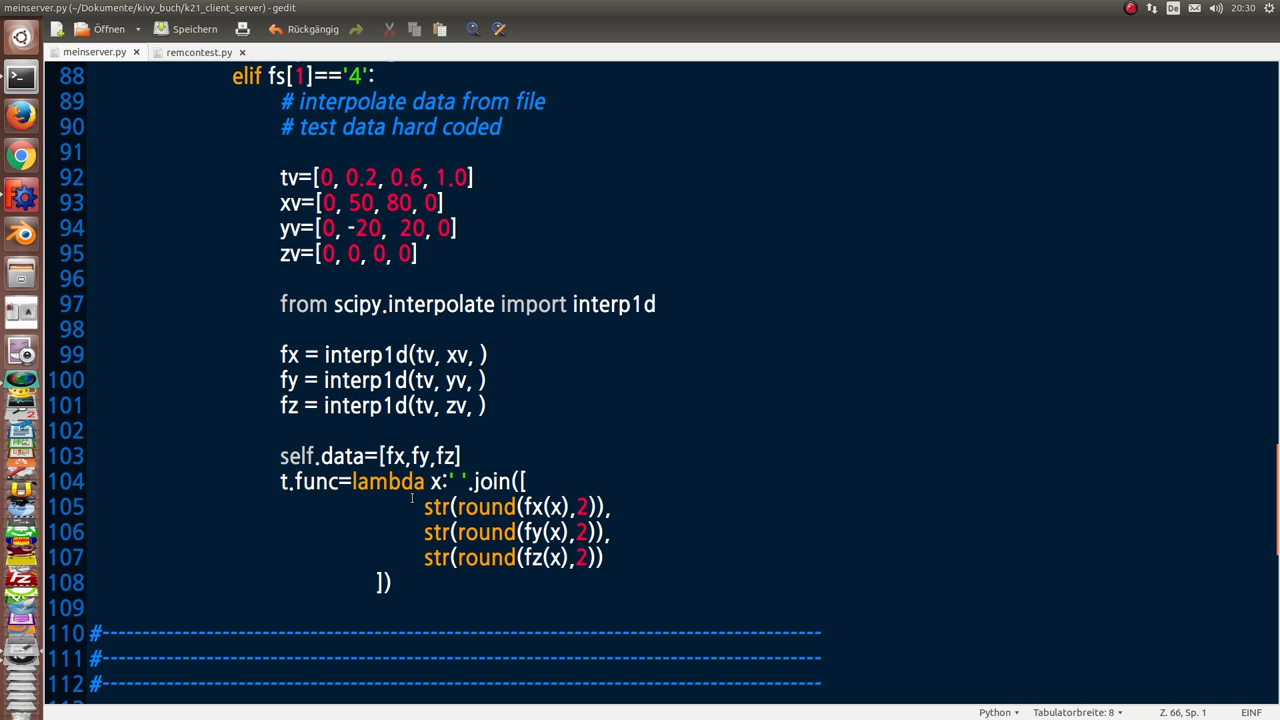 meinserver.py (~/Dokumente/kivy_buch/k21_client_server) - gedit
De 20:30
Öffnen Speichern Rückgängig
meinserver.py × remcontest.py ×
88 elif fs[1]=='4':
89 # interpolate data from file
90 # test data hard coded
91
92 tv=[0, 0.2, 0.6, 1.0]
93 xv=[0, 50, 80, 0]
94 yv=[0, -20,  20, 0]
95 zv=[0, 0, 0, 0]
96
97 from scipy.interpolate import interp1d
98
99 fx = interp1d(tv, xv, )
100 fy = interp1d(tv, yv, )
101 fz = interp1d(tv, zv, )
102
103 self.data=[fx,fy,fz]
104 t.func=lambda x:' '.join([
105 str(round(fx(x),2)),
106 str(round(fy(x),2)),
107 str(round(fz(x),2))
108 ])
109
110 #------------------------------------------------------------------------------------------
111 #------------------------------------------------------------------------------------------
112 #------------------------------------------------------------------------------------------
Python Tabulatorbreite: 8 Z. 66, Sp. 1 EINF